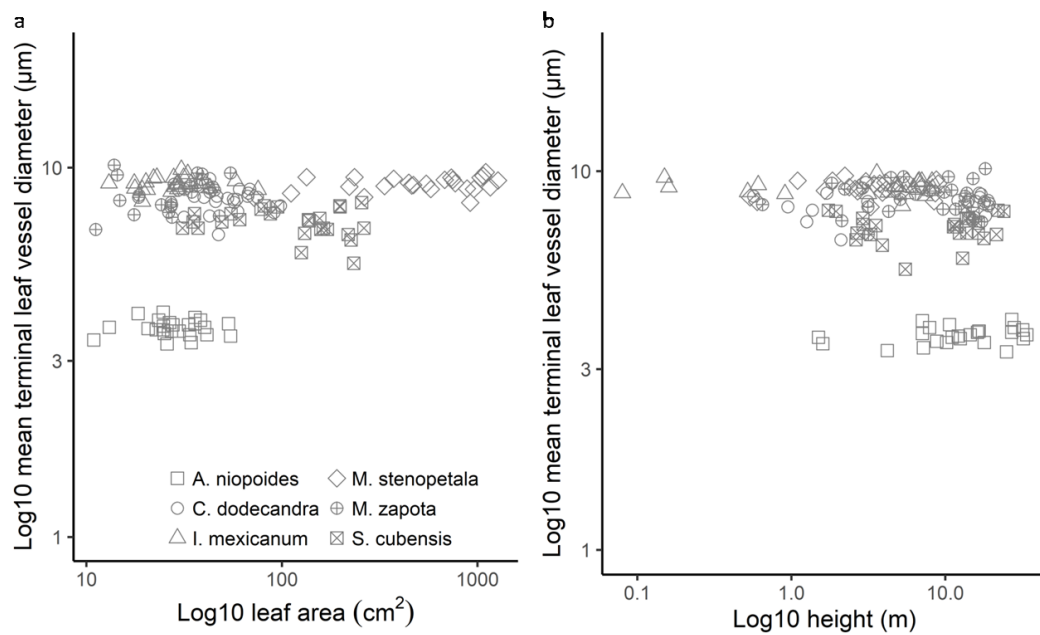 a
Log10 mean terminal leaf vessel diameter (µm)
10
3
1
A. niopoides
C. dodecandra
I. mexicanum
M. stenopetala
M. zapota
S. cubensis
10
100
1000
Log10 leaf area (cm²)
b
Log10 mean terminal leaf vessel diameter (µm)
10
3
1
0.1
1.0
10.0
Log10 height (m)